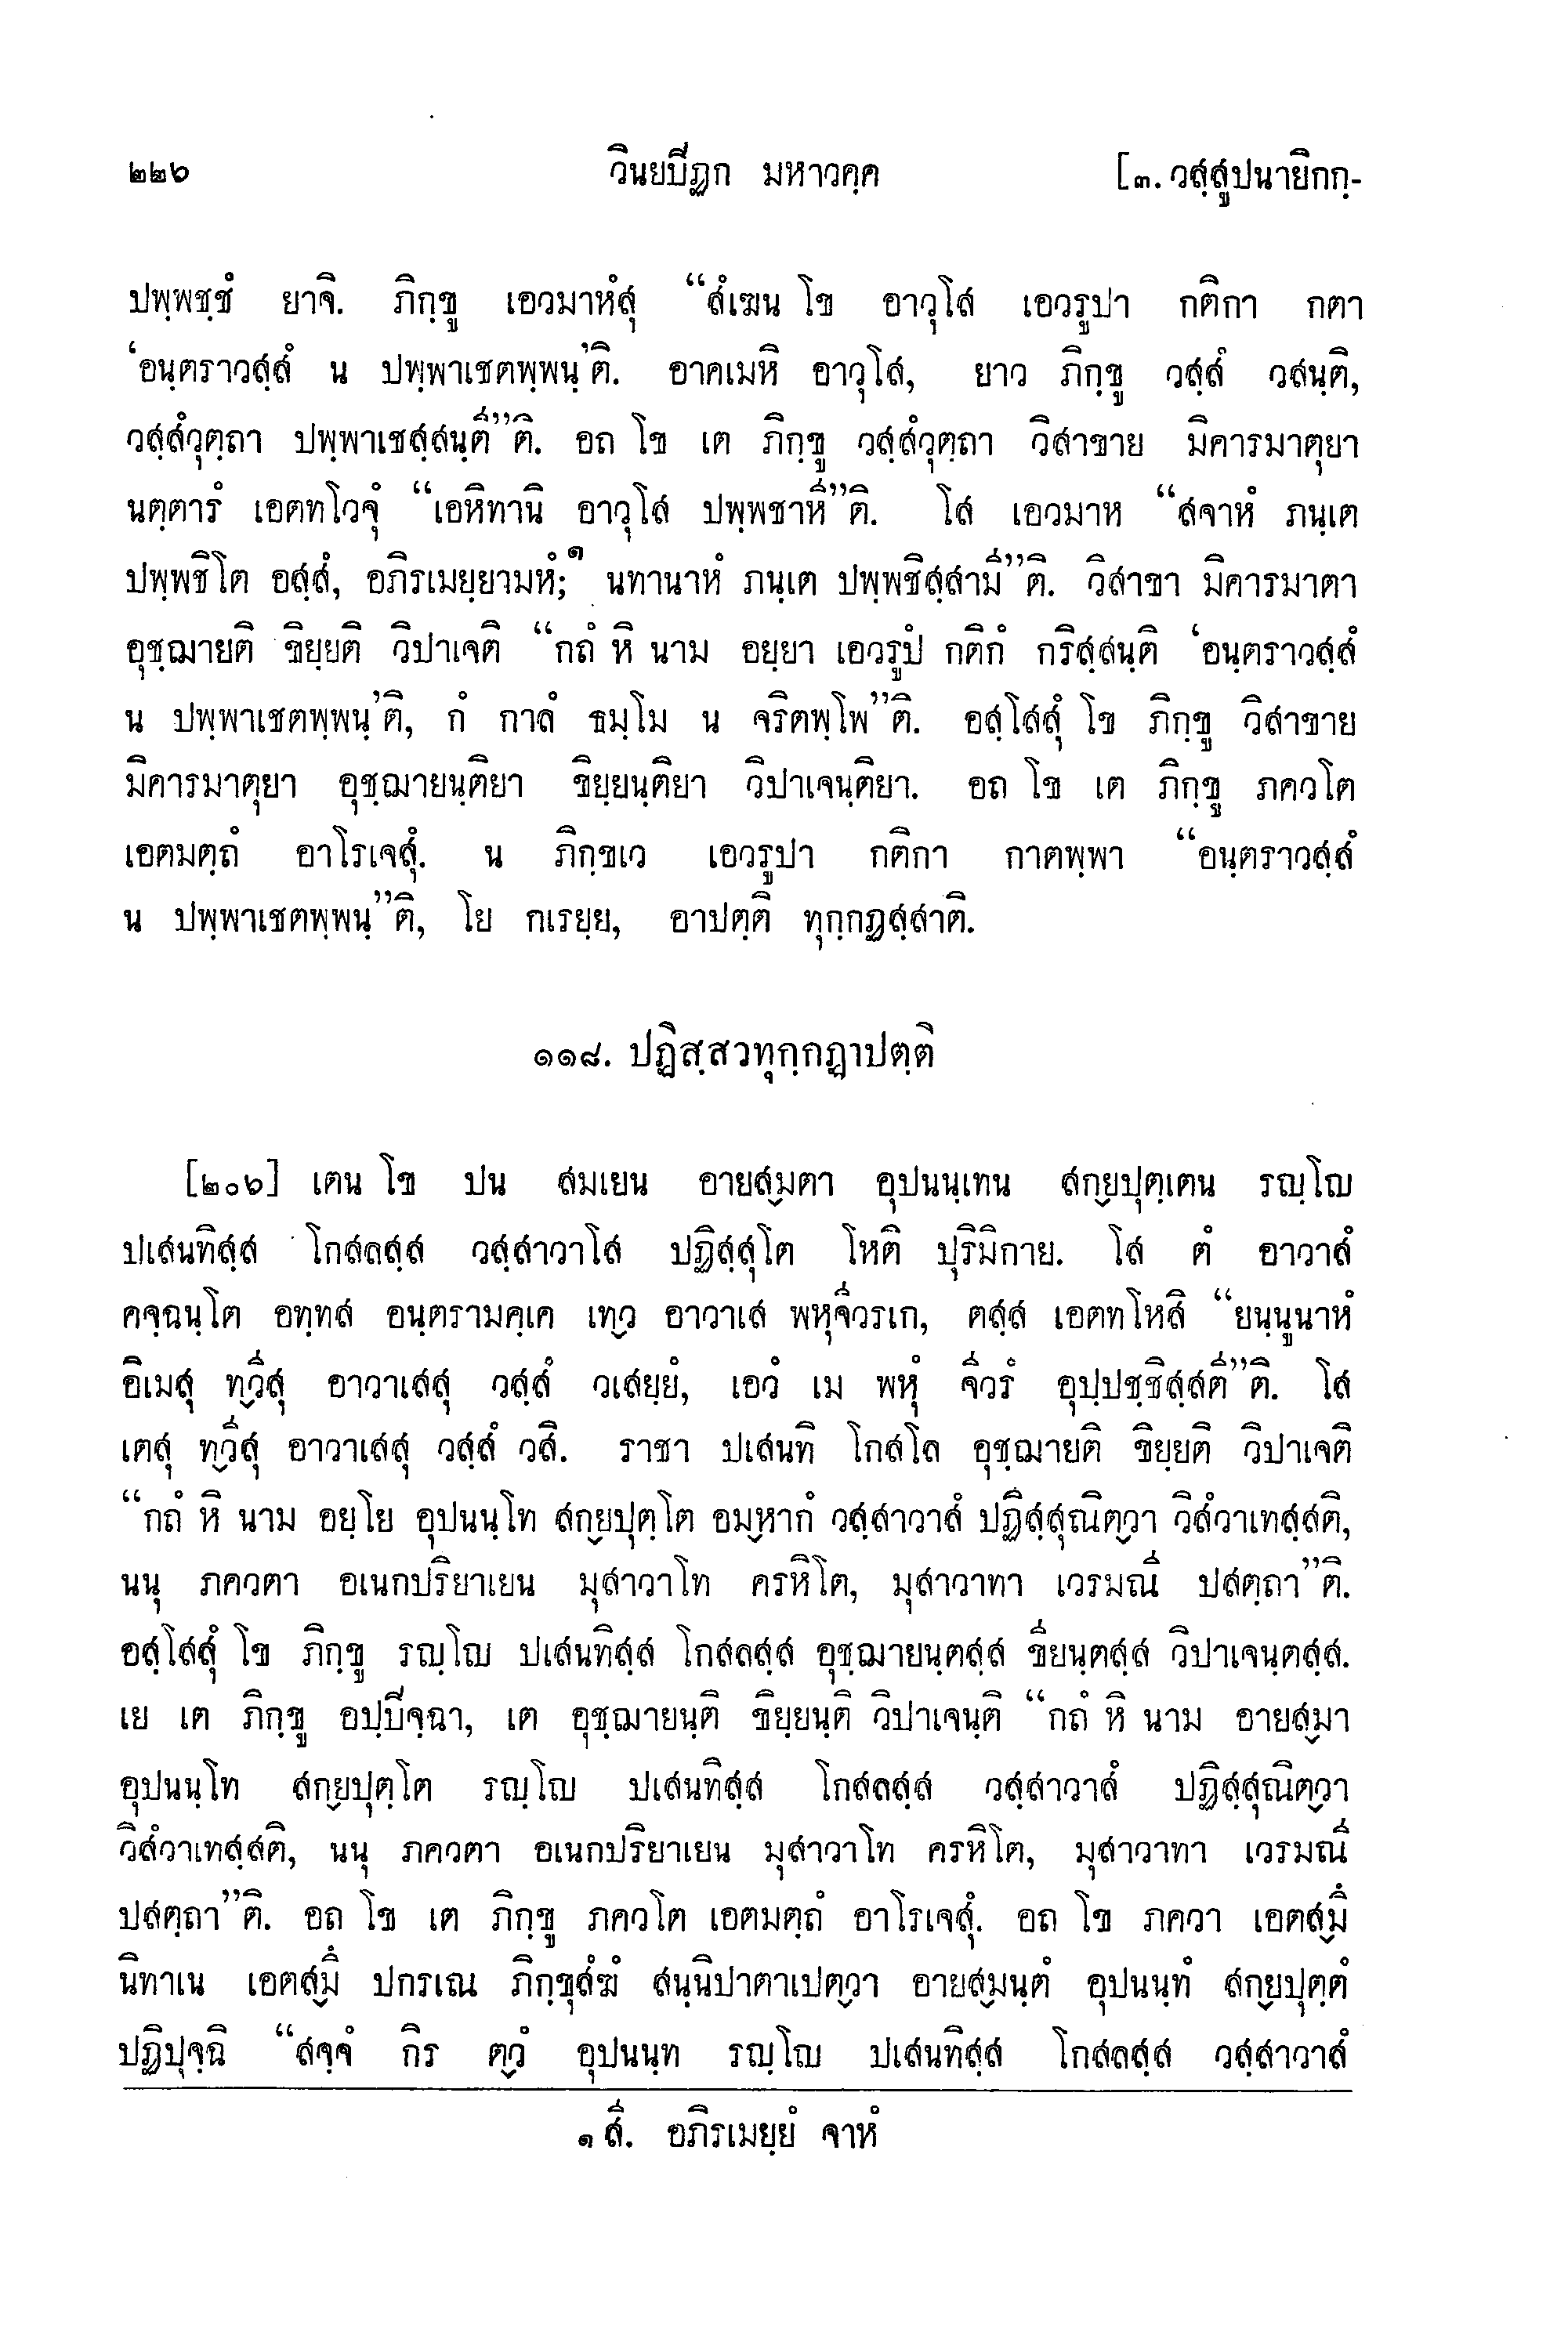 ๒๒๖ วินยปิฏก มหาวคฺค [๓. วสฺสูปนายิกกฺ-
ปพฺพชฺชํ ยาจิ. ภิกฺขู เอวมาหํสุ “สํเฆน โข อาวุโส เอวรูปา กติกา กตา
‘อนฺตราวสฺสํ น ปพฺพาเชตพฺพนฺ’ติ. อาคเมหิ อาวุโส, ยาว ภิกฺขู วสฺสํ วสนฺติ,
วสฺสํวุตฺถา ปพฺพาเชสฺสนฺตี”ติ. อถ โข เต ภิกฺขู วสฺสํวุตฺถา วิสาขาย มิคารมาตุยา
นตฺตารํ เอตทโวจุํ “เอหิทานิ อาวุโส ปพฺพชาหี”ติ. โส เอวมาห “สจาหํ ภนฺเต
ปพฺพชิโต อสฺสํ, อภิรเมยฺยามหํ;๑ นทานาหํ ภนฺเต ปพฺพชิสฺสามี”ติ. วิสาขา มิคารมาตา
อุชฺฌายติ ขิยฺยติ วิปาเจติ “กถํ หิ นาม อยฺยา เอวรูปํ กติกํ กริสฺสนฺติ ‘อนฺตราวสฺสํ
น ปพฺพาเชตพฺพนฺ’ติ, กํ กาลํ ธมฺโม น จริตพฺโพ”ติ. อสฺโสสุํ โข ภิกฺขู วิสาขาย
มิคารมาตุยา อุชฺฌายนฺติยา ขิยฺยนฺติยา วิปาเจนฺติยา. อถ โข เต ภิกฺขู ภควโต
เอตมตฺถํ อาโรเจสุํ. น ภิกฺขเว เอวรูปา กติกา กาตพฺพา “อนฺตราวสฺสํ
น ปพฺพาเชตพฺพนฺ”ติ, โย กเรยฺย, อาปตฺติ ทุกฺกฏสฺสาติ.
๑๑๘. ปฏิสฺสวทุกฺกฏาปตฺติ
[๒๐๖] เตน โข ปน สมเยน อายสฺมตา อุปนนฺเทน สกฺยปุตฺเตน รญฺโญ
ปเสนทิสฺส โกสลสฺส วสฺสาวาโส ปฏิสฺสุโต โหติ ปุริมิกาย. โส ตํ อาวาสํ
คจฺฉนฺโต อทฺทส อนฺตรามคฺเค เทฺว อาวาเส พหุจีวรเก, ตสฺส เอตทโหสิ “ยนฺนูนาหํ
อิเมสุ ทฺวีสุ อาวาเสสุ วสฺสํ วเสยฺยํ, เอวํ เม พหุํ จีวรํ อุปฺปชฺชิสฺสตี”ติ. โส
เตสุ ทฺวีสุ อาวาเสสุ วสฺสํ วสิ. ราชา ปเสนทิ โกสโล อุชฺฌายติ ขิยฺยติ วิปาเจติ
“กถํ หิ นาม อยฺโย อุปนนฺโท สกฺยปุตฺโต อมฺหากํ วสฺสาวาสํ ปฏิสฺสุณิตฺวา วิสํวาเทสฺสติ,
นนุ ภควตา อเนกปริยาเยน มุสาวาโท ครหิโต, มุสาวาทา เวรมณี ปสตฺถา”ติ.
อสฺโสสุํ โข ภิกฺขู รญฺโญ ปเสนทิสฺส โกสลสฺส อุชฺฌายนฺตสฺส ขียนฺตสฺส วิปาเจนฺตสฺส.
เย เต ภิกฺขู อปฺปิจฺฉา, เต อุชฺฌายนฺติ ขิยฺยนฺติ วิปาเจนฺติ “กถํ หิ นาม อายสฺมา
อุปนนฺโท สกฺยปุตฺโต รญฺโญ ปเสนทิสฺส โกสลสฺส วสฺสาวาสํ ปฏิสฺสุณิตฺวา
วิสํวาเทสฺสติ, นนุ ภควตา อเนกปริยาเยน มุสาวาโท ครหิโต, มุสาวาทา เวรมณี
ปสตฺถา”ติ. อถ โข เต ภิกฺขู ภควโต เอตมตฺถํ อาโรเจสุํ. อถ โข ภควา เอตสฺมึ
นิทาเน เอตสฺมึ ปกรเณ ภิกฺขุสํฆํ สนฺนิปาตาเปตฺวา อายสฺมนฺตํ อุปนนฺทํ สกฺยปุตฺตํ
ปฏิปุจฺฉิ “สจฺจํ กิร ตฺวํ อุปนนฺท รญฺโญ ปเสนทิสฺส โกสลสฺส วสฺสาวาสํ
๑ สี. อภิรเมยฺยํ จาหํ